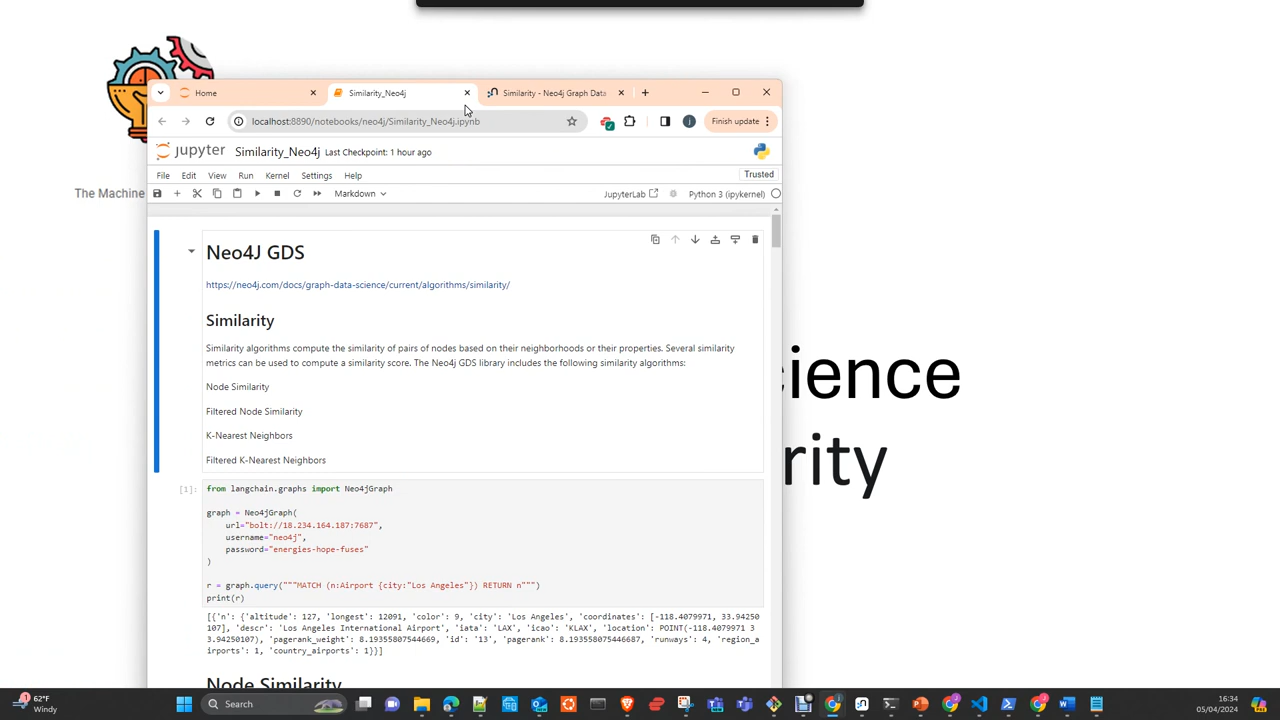 Home
Similarity_Neo4j
Similarity - Neo4j Graph Data
localhost:8890/notebooks/neo4j/Similarity_Neo4j.ipynb
Finish update
jupyter
Similarity_Neo4j
Last Checkpoint: 1 hour ago
File
Edit
View
Run
Kernel
Settings
Help
Trusted
Markdown
JupyterLab
Python 3 (ipykernel)
The Machine
Neo4J GDS
https://neo4j.com/docs/graph-data-science/current/algorithms/similarity/
Similarity
Similarity algorithms compute the similarity of pairs of nodes based on their neighborhoods or their properties. Several similarity
metrics can be used to compute a similarity score. The Neo4j GDS library includes the following similarity algorithms:
Node Similarity
Filtered Node Similarity
K-Nearest Neighbors
Filtered K-Nearest Neighbors
[1]:
from langchain.graphs import Neo4jGraph
graph = Neo4jGraph(
url="bolt://18.234.164.187:7687",
username="neo4j",
password="energies-hope-fuses"
)
r = graph.query("""MATCH (n:Airport {city:"Los Angeles"}) RETURN n""")
print(r)
[{'n': {'altitude': 127, 'longest': 12091, 'color': 9, 'city': 'Los Angeles', 'coordinates': [-118.4079971, 33.94250
107], 'descr': 'Los Angeles International Airport', 'iata': 'LAX', 'icao': 'KLAX', 'location': POINT(-118.4079971 3
3.94250107), 'pagerank_weight': 8.19355807544669, 'id': '13', 'pagerank': 8.193558075446687, 'runways': 4, 'region_a
irports': 1, 'country_airports': 1}}]
Node Similarity
cience
rity
62°F
Windy
Search
16:34
05/04/2024